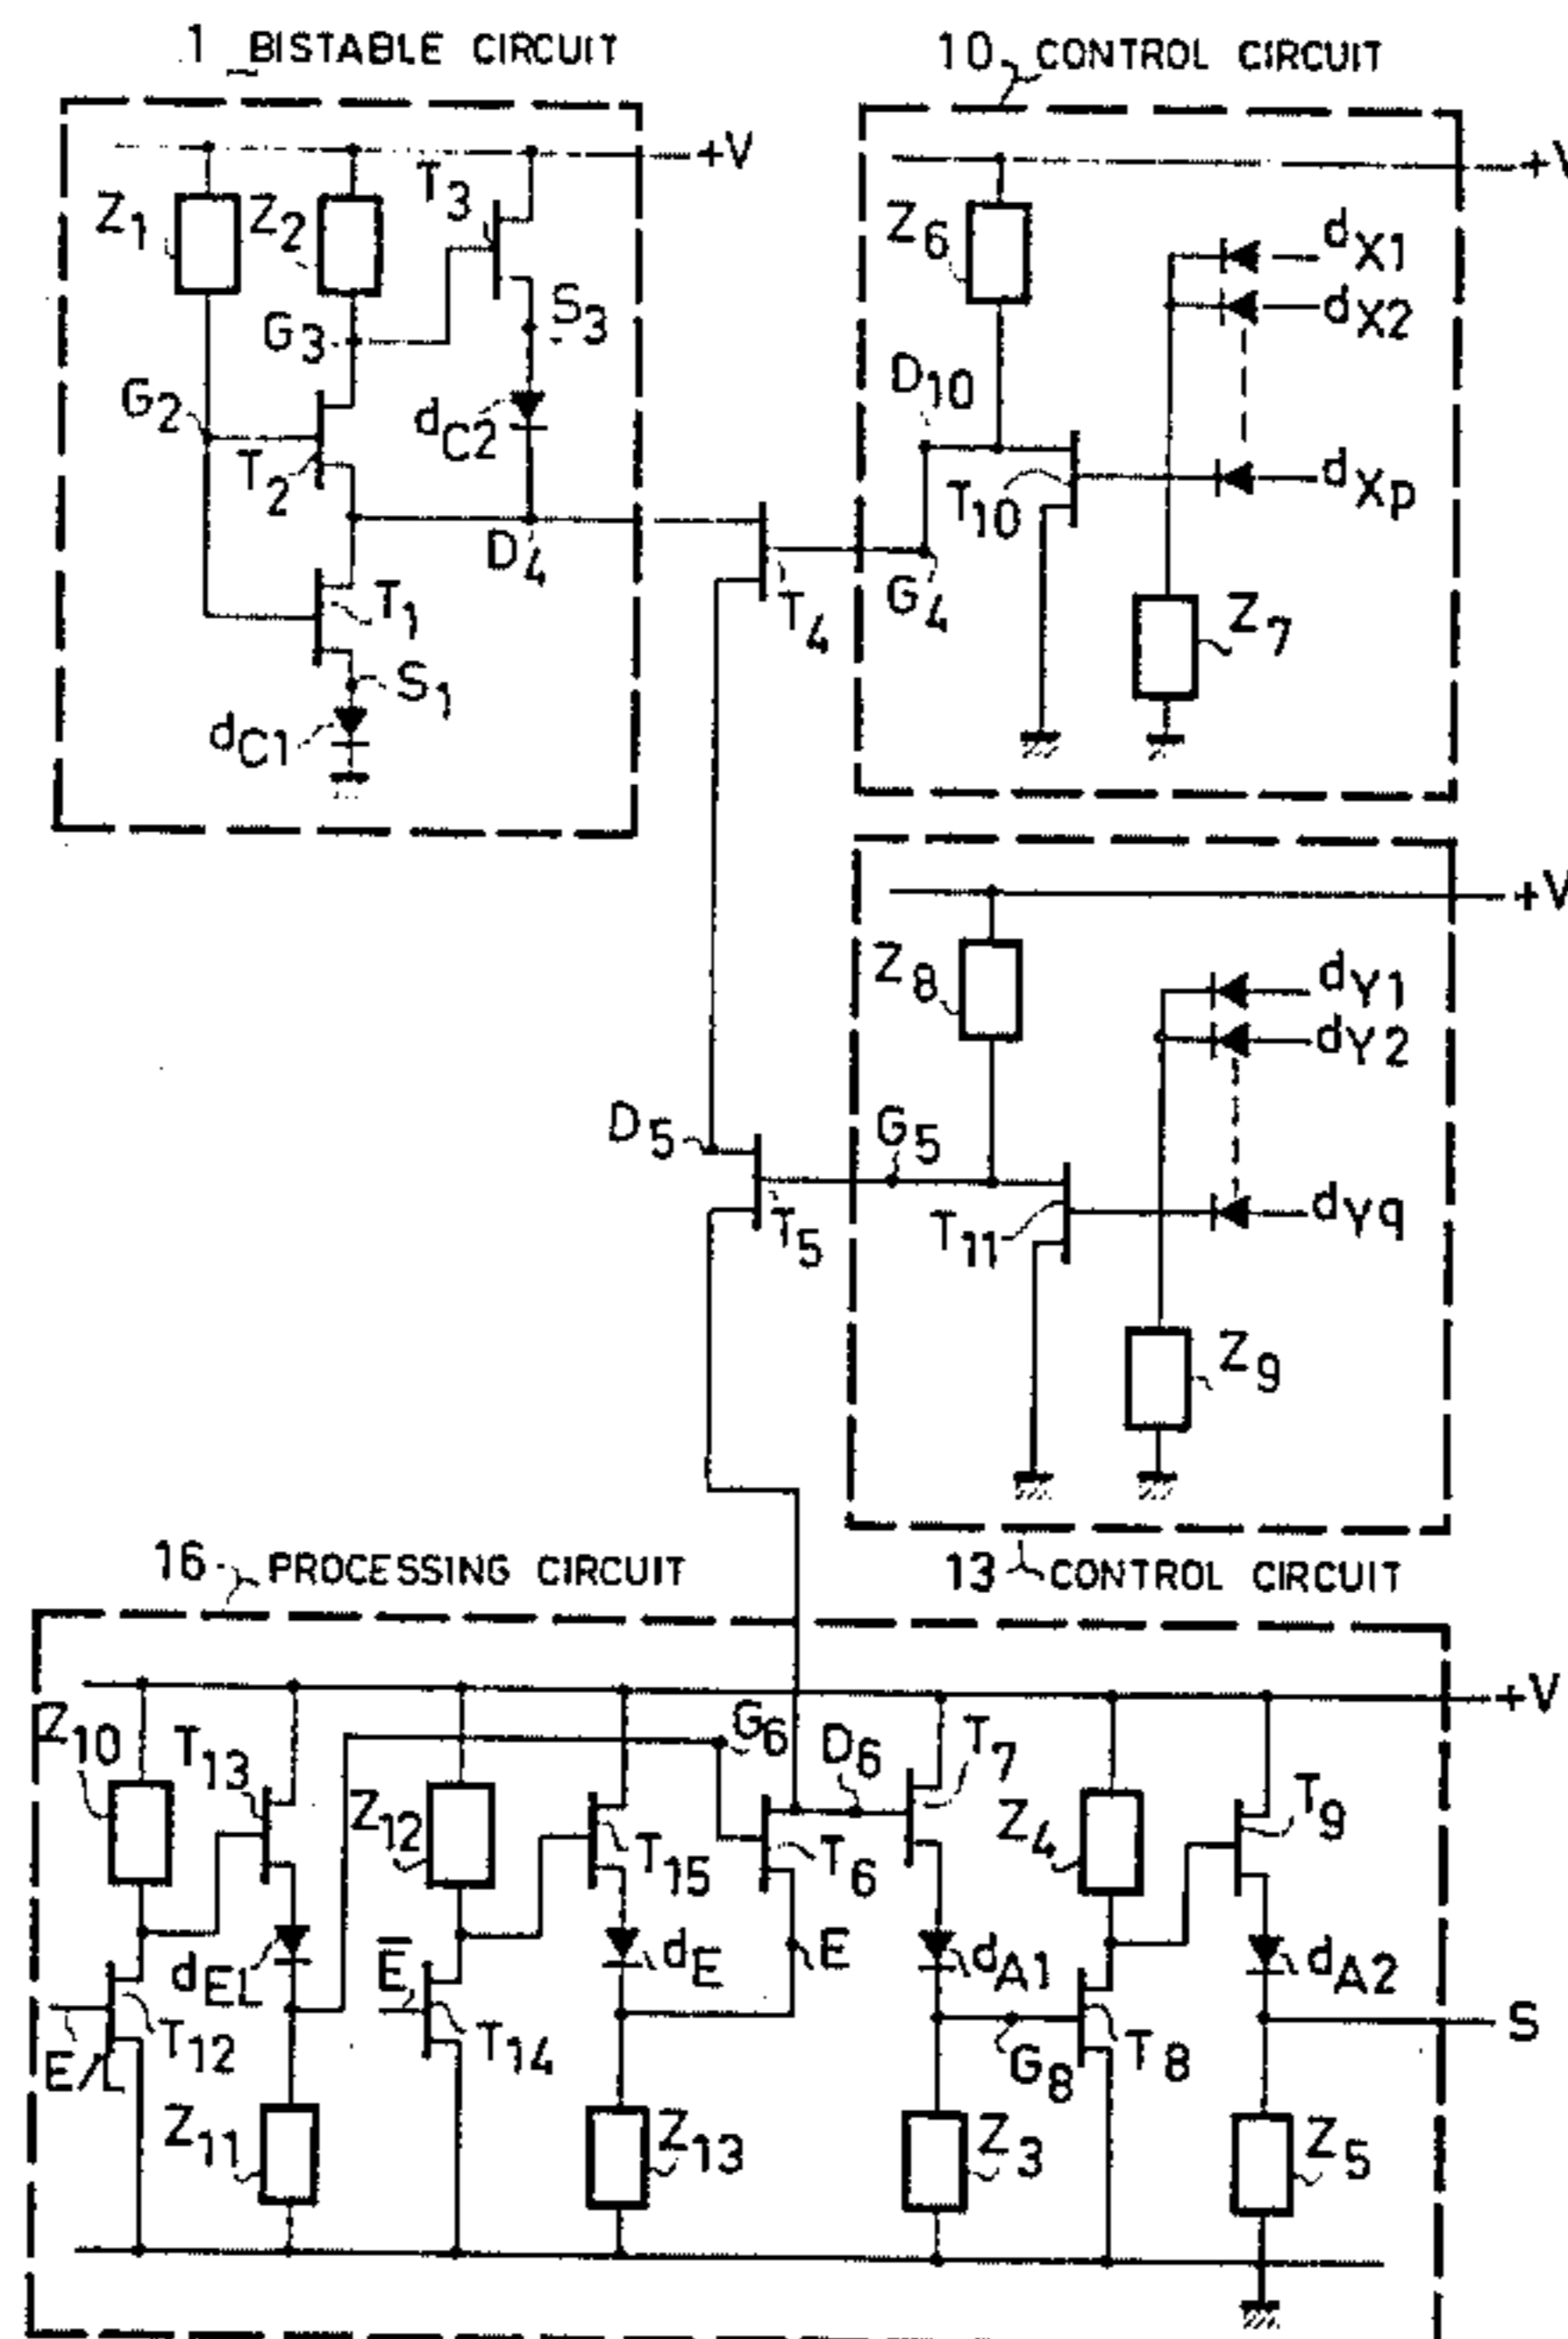 1 BISTABLE CIRCUIT
10 CONTROL CIRCUIT
+V
+V
Z1
Z2
T3
Z6
dX1
dX2
G3
S3
G2
dC2
D10
T2
T10
dXp
D4
G4
T4
T1
Z7
S1
dC1
+V
Z8
dY1
dY2
D5
G5
T5
T11
dYq
Z9
16 PROCESSING CIRCUIT
13 CONTROL CIRCUIT
+V
Z10
T13
G6
D6
T7
Z12
Z4
T9
T15
T6
E
dEL
E̅
dE
dA1
dA2
S
E/L
T12
T14
G8
T8
Z11
Z13
Z3
Z5